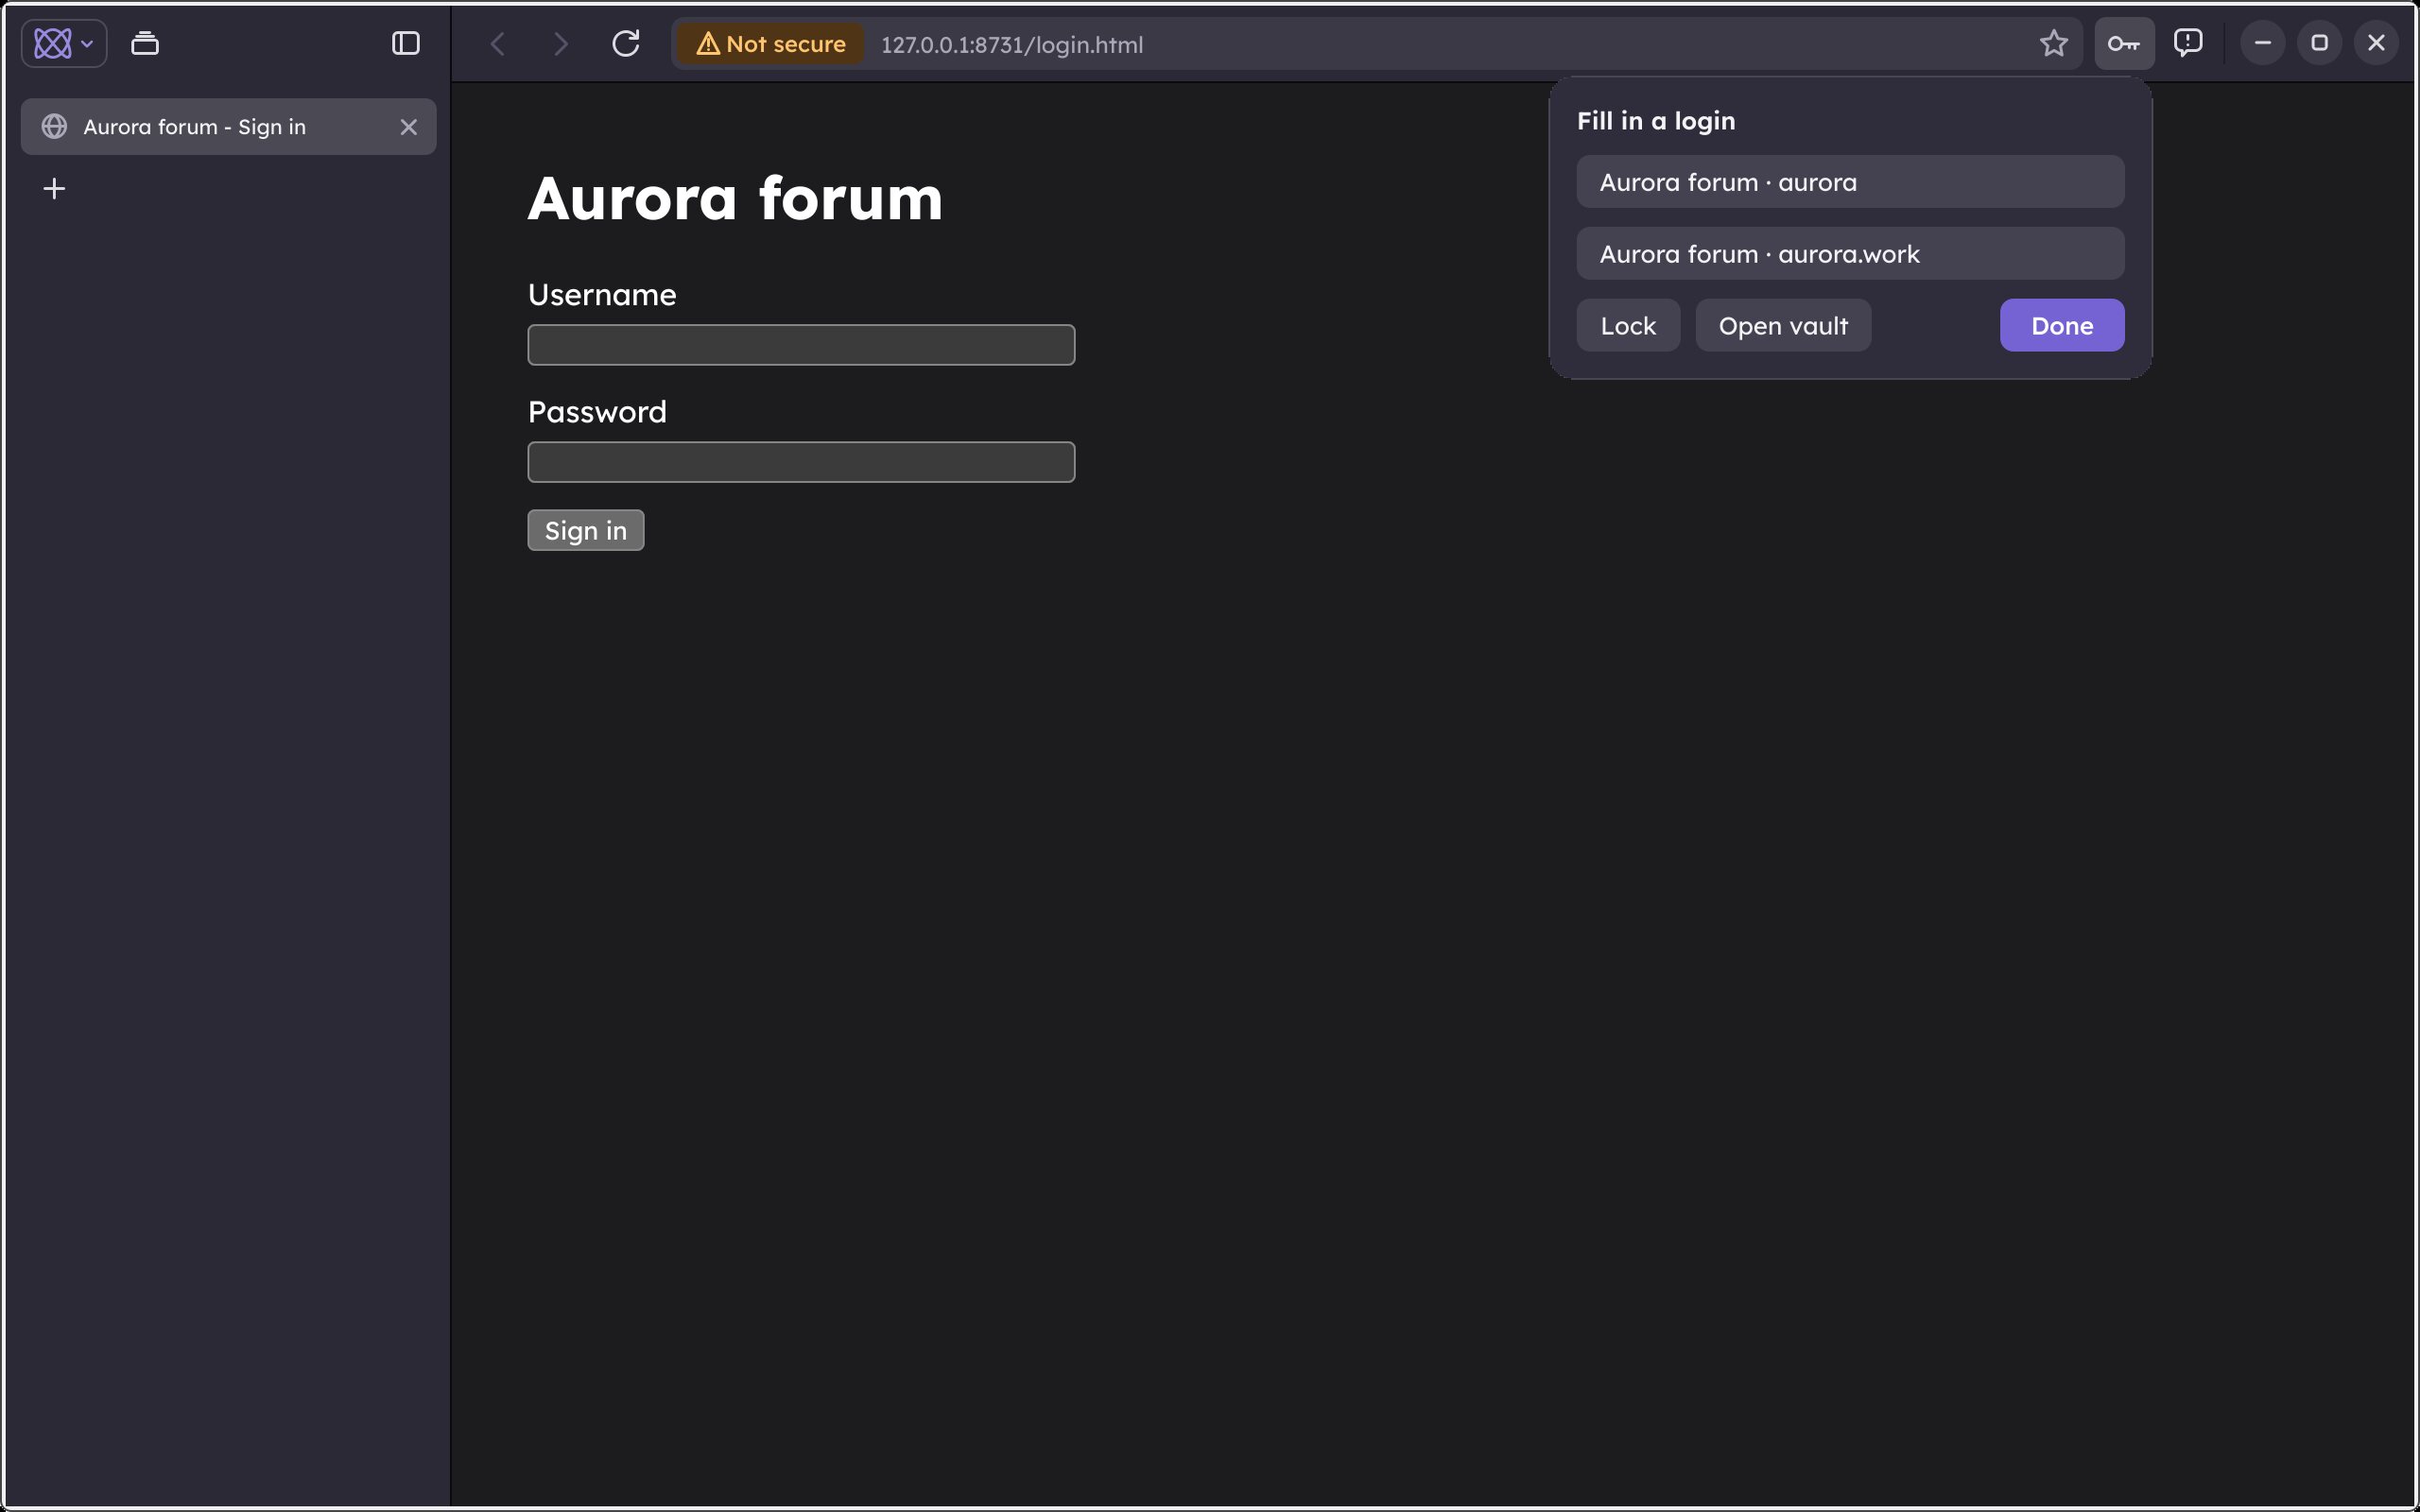 Not secure
127.0.0.1:8731/login.html
Aurora forum - Sign in
Fill in a login
Aurora forum · aurora
Aurora forum · aurora.work
Lock
Open vault
Done
Aurora forum
Username
Password
Sign in